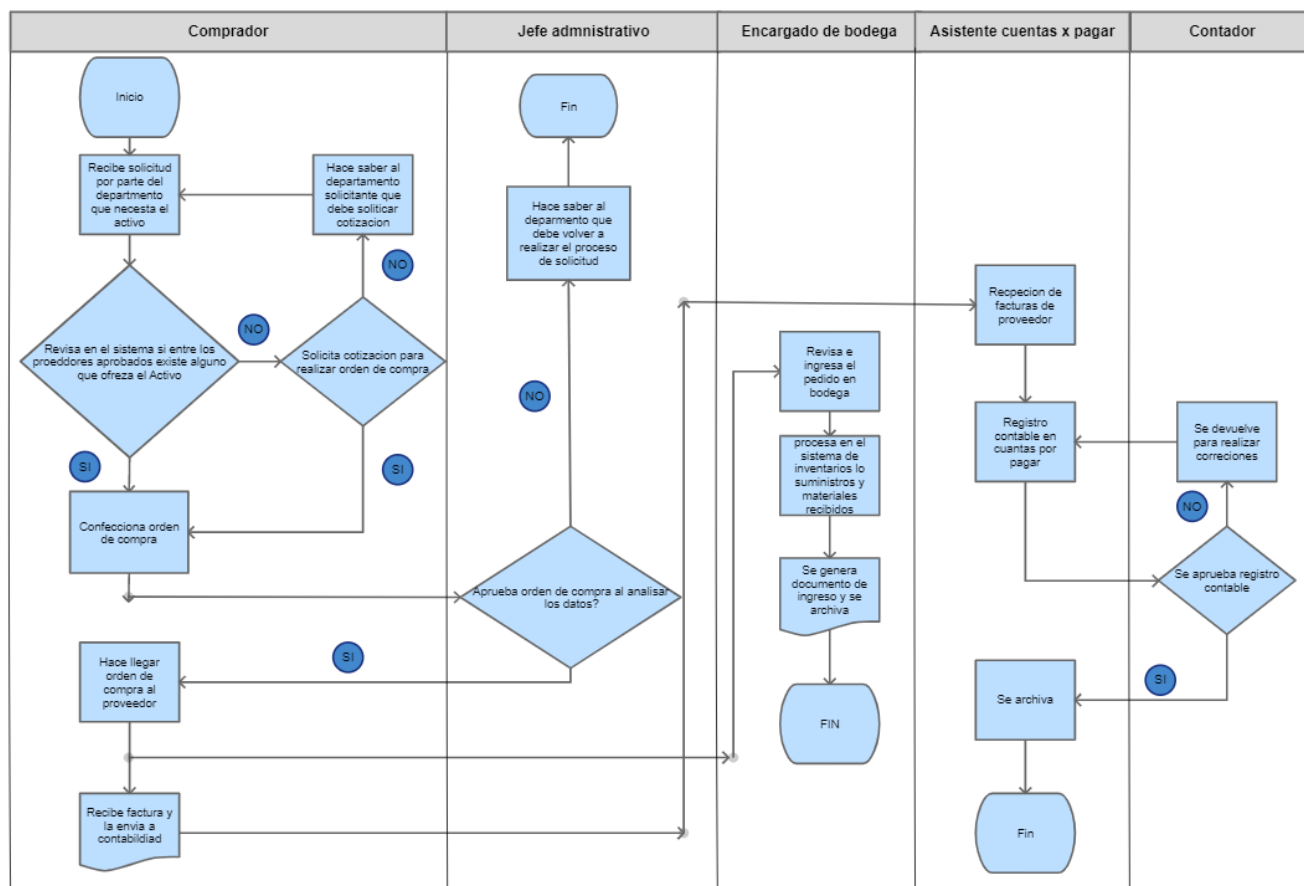 Comprador
Jefe admnistrativo
Encargado de bodega
Asistente cuentas x pagar
Contador
Inicio
Recibe solicitud
por parte del
departmento
que necesta el
activo
Hace saber al
departamento
solicitante que
debe soliticar
cotizacion
NO
Revisa en el sistema si entre los
proeddores aprobados existe alguno
que ofreza el Activo
NO
Solicita cotizacion para
realizar orden de compra
SI
SI
Confecciona orden
de compra
Hace llegar
orden de
compra al
proveedor
Recibe factura y
la envia a
contabildiad
Fin
Hace saber al
deparmento que
debe volver a
realizar el proceso
de solicitud
NO
Aprueba orden de compra al analisar
los datos?
SI
Revisa e
ingresa el
pedido en
bodega
procesa en el
sistema de
inventarios lo
suministros y
materiales
recibidos
Se genera
documento de
ingreso y se
archiva
FIN
Recpecion de
facturas de
proveedor
Registro
contable en
cuantas por
pagar
Se devuelve
para realizar
correciones
NO
Se aprueba registro
contable
SI
Se archiva
Fin